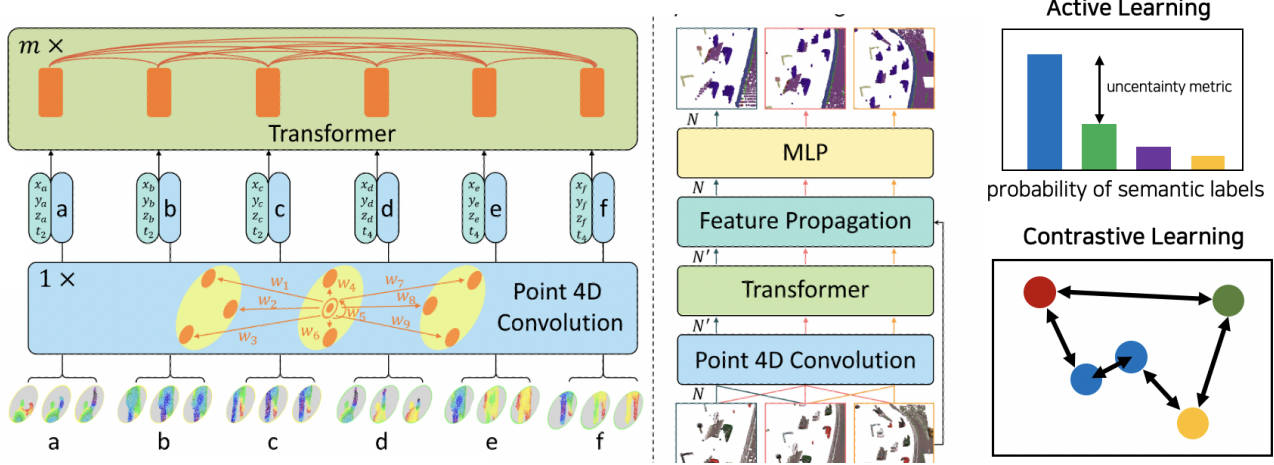 m ×
Transformer
x_a
y_a
z_a
t_2
a
x_b
y_b
z_b
t_2
b
x_c
y_c
z_c
t_2
c
x_d
y_d
z_d
t_4
d
x_e
y_e
z_e
t_4
e
x_f
y_f
z_f
t_4
f
1 ×
w_1
w_2
w_3
w_4
w_5
w_6
w_7
w_8
w_9
Point 4D
Convolution
a b c d e f
N
MLP
N
Feature Propagation
N'
Transformer
N'
Point 4D Convolution
N
Active Learning
uncentainty metric
probability of semantic labels
Contrastive Learning